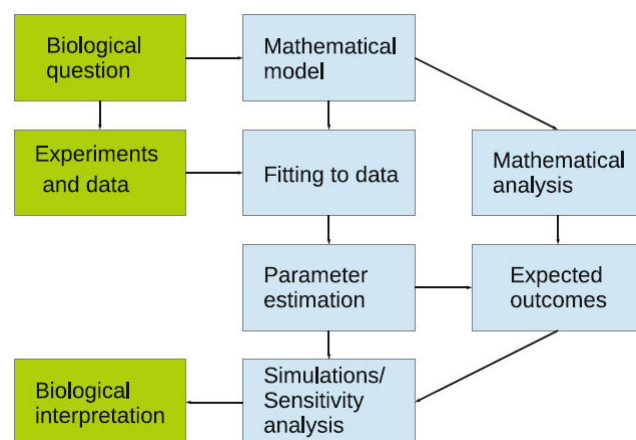 Biological
question
Mathematical
model
Experiments
and data
Fitting to data
Mathematical
analysis
Parameter
estimation
Expected
outcomes
Biological
interpretation
Simulations/
Sensitivity
analysis